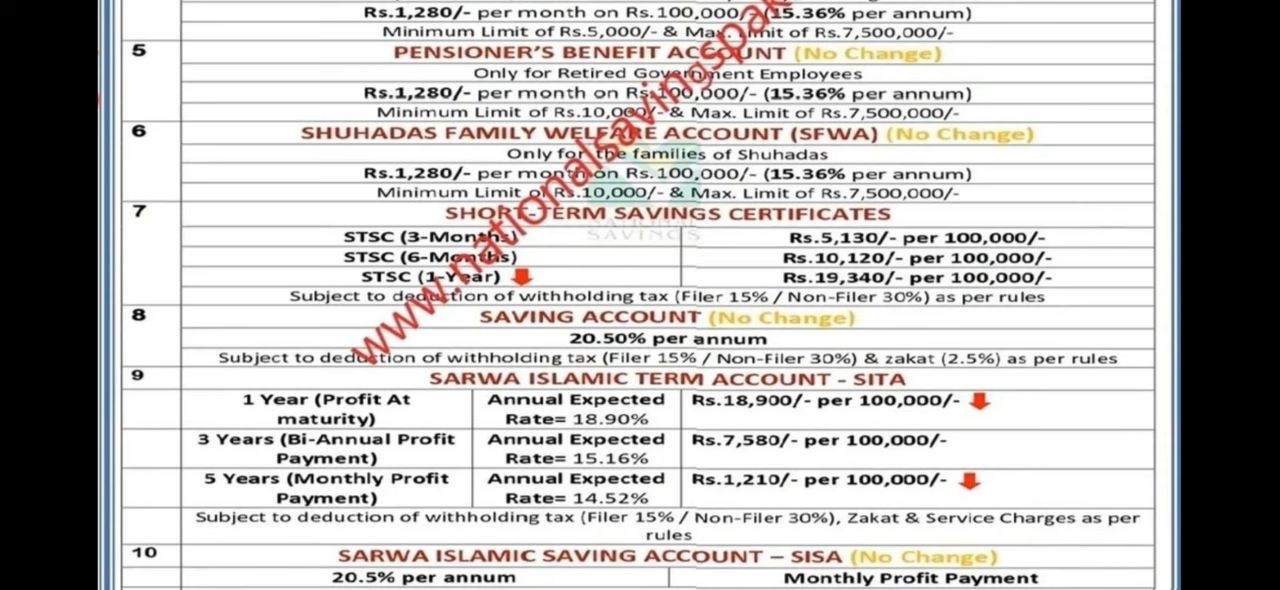 Rs.1,280/- per month on Rs.100,000/- (15.36% per annum)
Minimum Limit of Rs.5,000/- & Max. Limit of Rs.7,500,000/-
5 PENSIONER'S BENEFIT ACCOUNT (No Change)
Only for Retired Government Employees
Rs.1,280/- per month on Rs.100,000/- (15.36% per annum)
Minimum Limit of Rs.10,000/- & Max. Limit of Rs.7,500,000/-
6 SHUHADAS FAMILY WELFARE ACCOUNT (SFWA) (No Change)
Only for the families of Shuhadas
Rs.1,280/- per month on Rs.100,000/- (15.36% per annum)
Minimum Limit of Rs.10,000/- & Max. Limit of Rs.7,500,000/-
7 SHORT-TERM SAVINGS CERTIFICATES
STSC (3-Months) Rs.5,130/- per 100,000/-
STSC (6-Months) Rs.10,120/- per 100,000/-
STSC (1-Year) Rs.19,340/- per 100,000/-
Subject to deduction of withholding tax (Filer 15% / Non-Filer 30%) as per rules
8 SAVING ACCOUNT (No Change)
20.50% per annum
Subject to deduction of withholding tax (Filer 15% / Non-Filer 30%) & zakat (2.5%) as per rules
9 SARWA ISLAMIC TERM ACCOUNT - SITA
1 Year (Profit At Annual Expected Rs.18,900/- per 100,000/-
maturity) Rate= 18.90%
3 Years (Bi-Annual Profit Annual Expected Rs.7,580/- per 100,000/-
Payment) Rate= 15.16%
5 Years (Monthly Profit Annual Expected Rs.1,210/- per 100,000/-
Payment) Rate= 14.52%
Subject to deduction of withholding tax (Filer 15% / Non-Filer 30%), Zakat & Service Charges as per
rules
10 SARWA ISLAMIC SAVING ACCOUNT – SISA (No Change)
20.5% per annum Monthly Profit Payment
www.nationalsavingspak
NATIONAL
SAVINGS